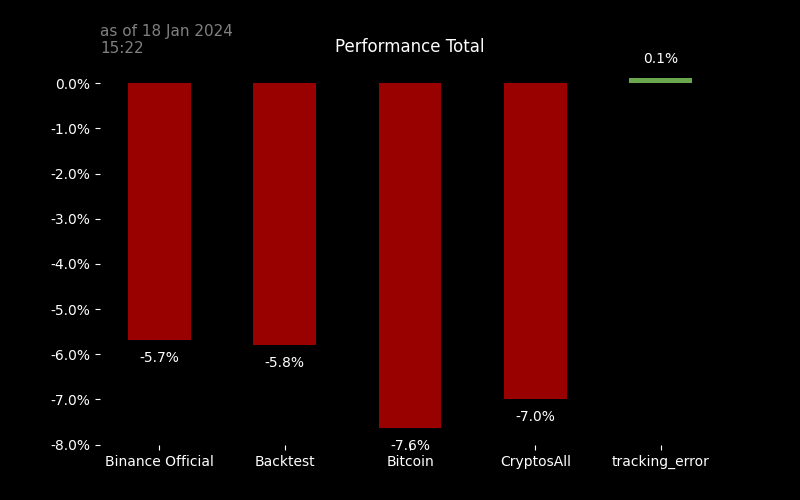 as of 18 Jan 2024
15:22
Performance Total
0.1%
0.0%
-1.0%
-2.0%
-3.0%
-4.0%
-5.0%
-6.0%
-7.0%
-8.0%
-5.7%
-5.8%
-7.6%
-7.0%
Binance Official
Backtest
Bitcoin
CryptosAll
tracking_error